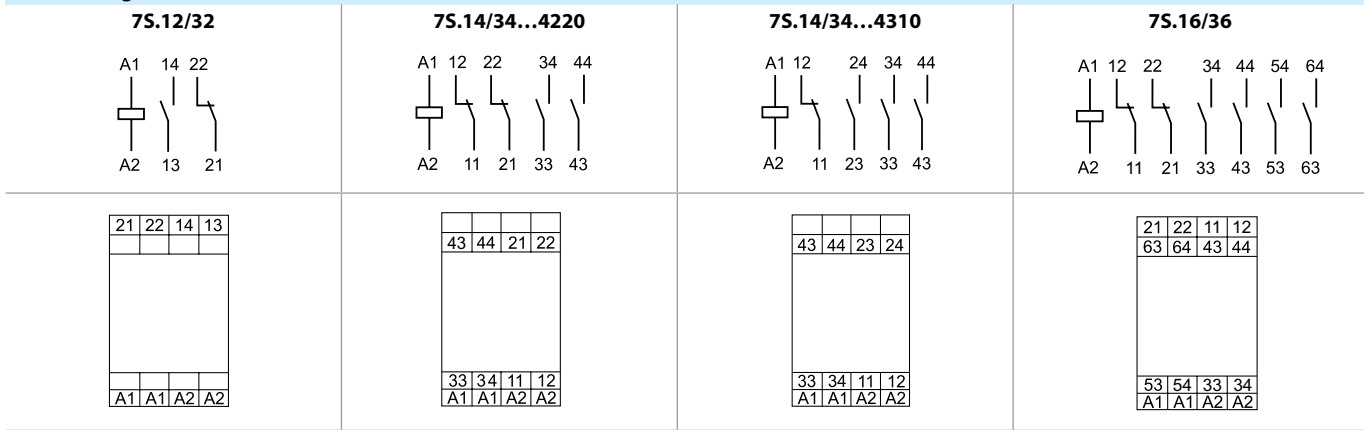 7S.12/32 7S.14/34…4220 7S.14/34…4310 7S.16/36
A1 14 22
A2 13 21
A1 12 22 34 44
A2 11 21 33 43
A1 12 24 34 44
A2 11 23 33 43
A1 12 22 34 44 54 64
A2 11 21 33 43 53 63
21 22 14 13
A1 A1 A2 A2
43 44 21 22
33 34 11 12
A1 A1 A2 A2
43 44 23 24
33 34 11 12
A1 A1 A2 A2
21 22 11 12
63 64 43 44
53 54 33 34
A1 A1 A2 A2